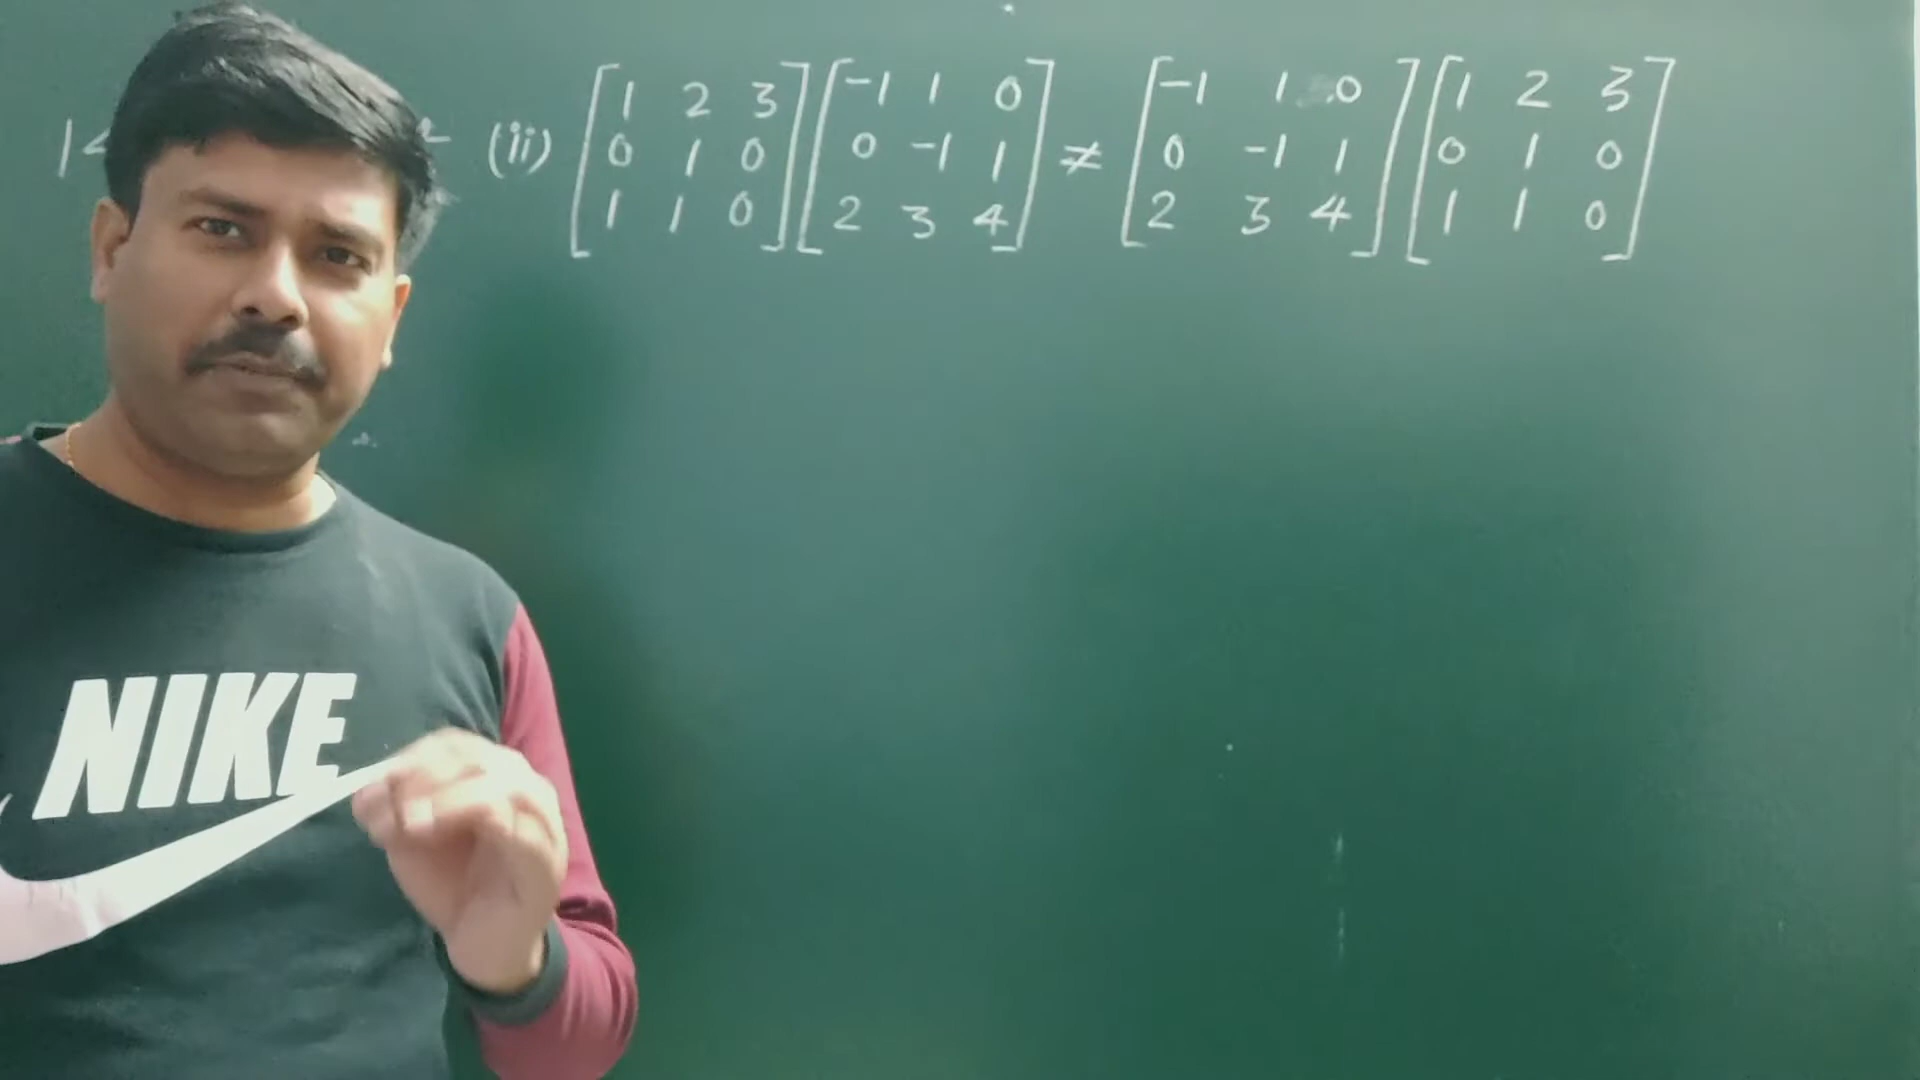 (ii) [1 2 3] [-1 1 0] ≠ [-1 1 0] [1 2 3]
[0 1 0] [0 -1 1] [0 -1 1] [0 1 0]
[1 1 0] [2 3 4] [2 3 4] [1 1 0]
NIKE